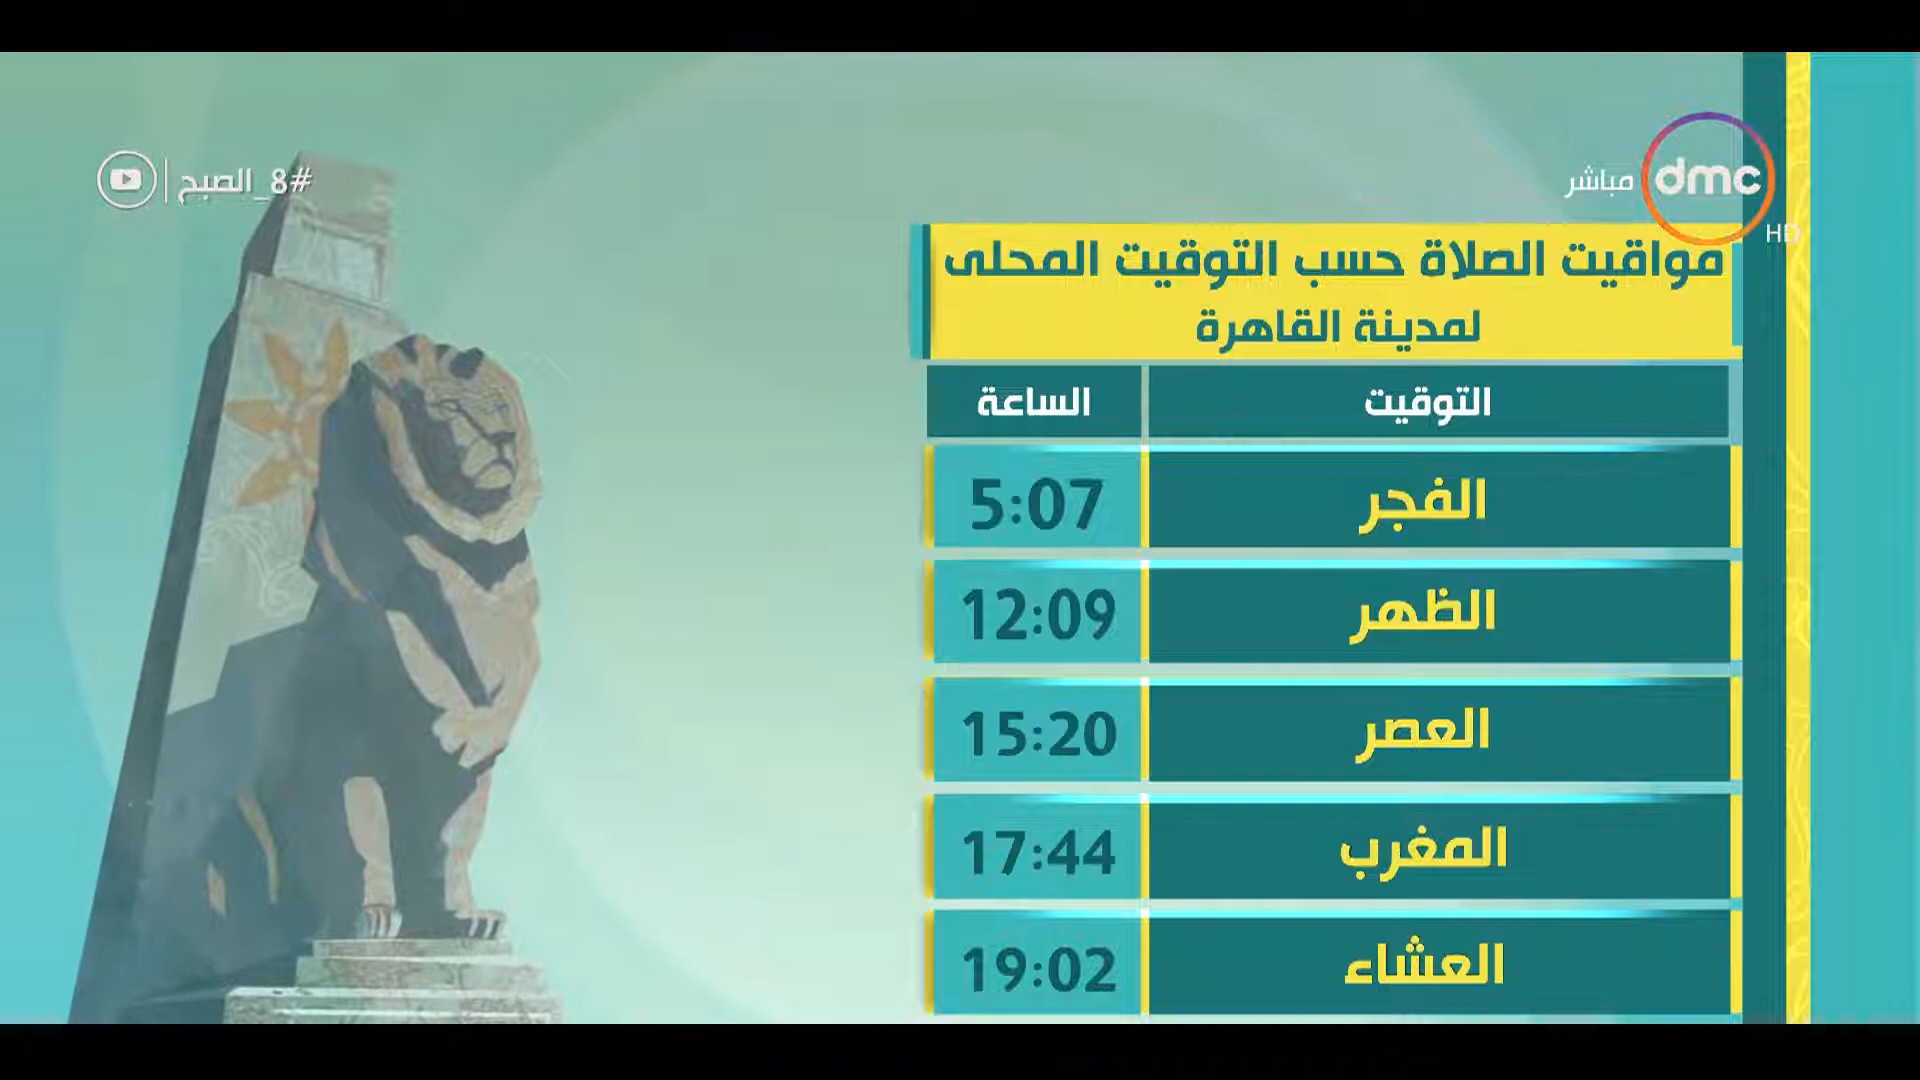 #8_الصبح
مباشر
dmc
HD
مواقيت الصلاة حسب التوقيت المحلى
لمدينة القاهرة
التوقيت الساعة
الفجر 5:07
الظهر 12:09
العصر 15:20
المغرب 17:44
العشاء 19:02